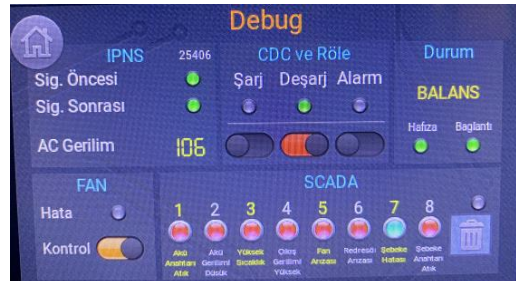 Debug
IPNS 25406
Sig. Öncesi
Sig. Sonrası
AC Gerilim 106
CDC ve Röle
Şarj Deşarj Alarm
Durum
BALANS
Hafıza Bağlantı
FAN
Hata
Kontrol
SCADA
1 2 3 4 5 6 7 8
Akü Anahtarı Atık
Akü Gerilimi Düşük
Yüksek Sıcaklık
Çıkış Gerilimi Yüksek
Fan Arızası
Redresör Arızası
Şebeke Hatası
Şebeke Anahtarı Atık